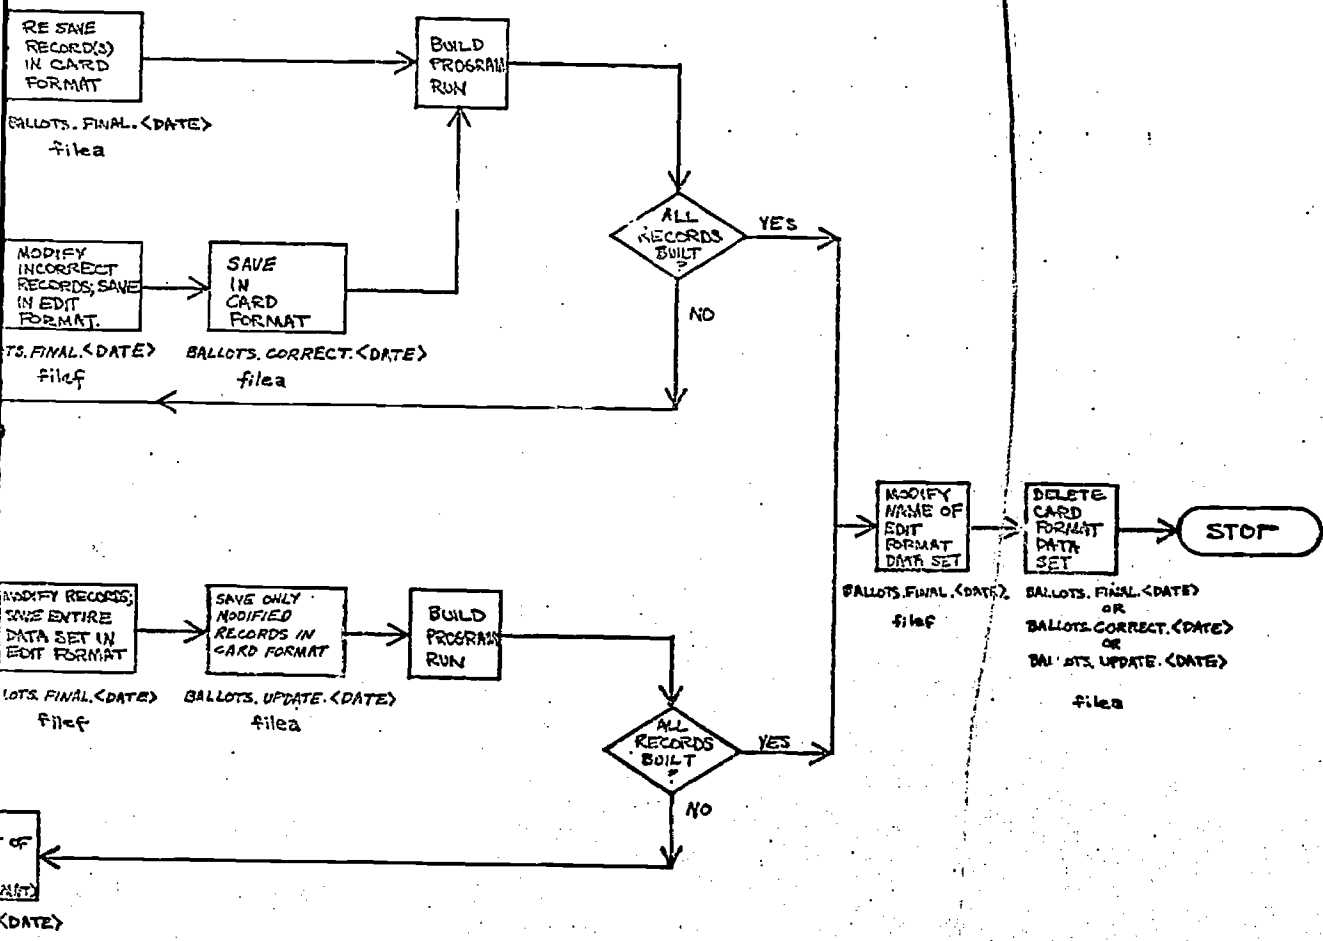 RE SAVE
RECORD(S)
IN CARD
FORMAT
BALLOTS.FINAL.<DATE>
filea
BUILD
PROGRAM
RUN
ALL
RECORDS
BUILT
?
YES
NO
MODIFY
INCORRECT
RECORDS; SAVE
IN EDIT
FORMAT.
TS.FINAL.<DATE>
filef
SAVE
IN
CARD
FORMAT
BALLOTS.CORRECT.<DATE>
filea
MODIFY
NAME OF
EDIT
FORMAT
DATA SET
BALLOTS.FINAL.<DATE>
filef
DELETE
CARD
FORMAT
DATA
SET
BALLOTS.FINAL.<DATE>
OR
BALLOTS.CORRECT.<DATE>
OR
BAL OTS.UPDATE.<DATE>
filea
STOP
MODIFY RECORDS;
SAVE ENTIRE
DATA SET IN
EDIT FORMAT
LOTS.FINAL.<DATE>
filef
SAVE ONLY
MODIFIED
RECORDS IN
CARD FORMAT
BALLOTS.UPDATE.<DATE>
filea
BUILD
PROGRAM
RUN
ALL
RECORDS
BUILT
?
YES
NO
OF
<DATE>